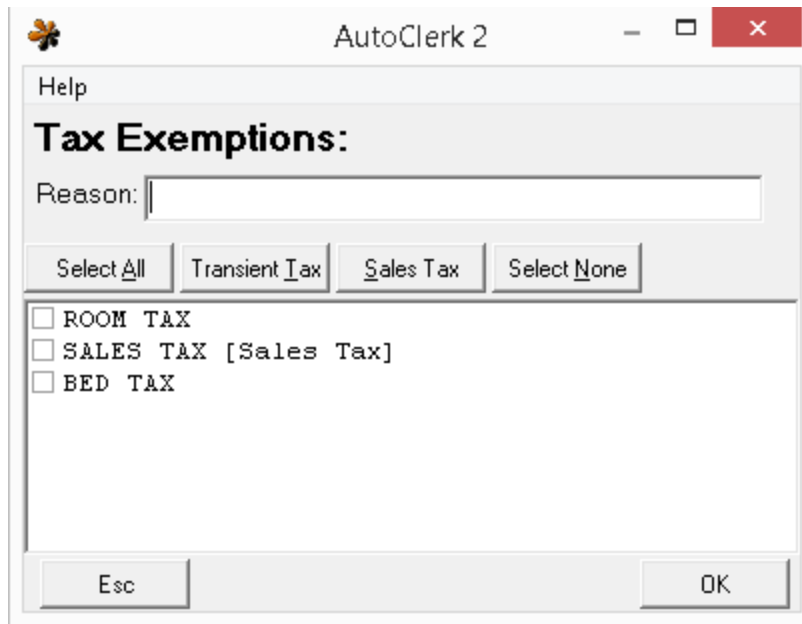 AutoClerk 2
Help
Tax Exemptions:
Reason:
Select All Transient Tax Sales Tax Select None
ROOM TAX
SALES TAX [Sales Tax]
BED TAX
Esc OK